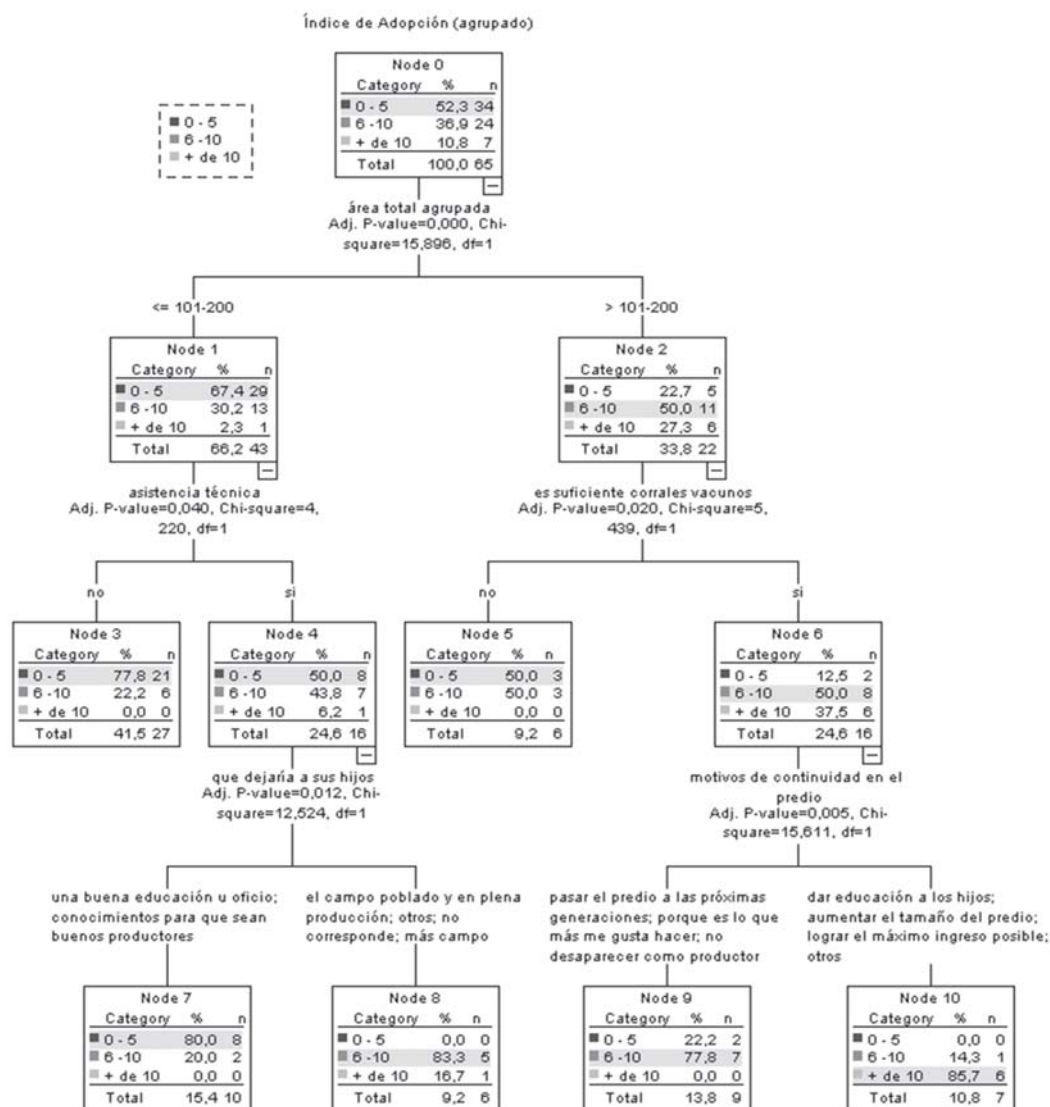 Índice de Adopción (agrupado)
0 - 5
6 -10
+ de 10
Node 0
Category % n
0 - 5 52,3 34
6 -10 36,9 24
+ de 10 10,8 7
Total 100,0 65
área total agrupada
Adj. P-value=0,000, Chi-
square=15,896, df=1
<= 101-200
> 101-200
Node 1
Category % n
0 - 5 67,4 29
6 -10 30,2 13
+ de 10 2,3 1
Total 66,2 43
asistencia técnica
Adj. P-value=0,040, Chi-square=4,
220, df=1
Node 2
Category % n
0 - 5 22,7 5
6 -10 50,0 11
+ de 10 27,3 6
Total 33,8 22
es suficiente corrales vacunos
Adj. P-value=0,020, Chi-square=5,
439, df=1
no
si
no
si
Node 3
Category % n
0 - 5 77,8 21
6 -10 22,2 6
+ de 10 0,0 0
Total 41,5 27
Node 4
Category % n
0 - 5 50,0 8
6 -10 43,8 7
+ de 10 6,2 1
Total 24,6 16
que dejaría a sus hijos
Adj. P-value=0,012, Chi-
square=12,524, df=1
Node 5
Category % n
0 - 5 50,0 3
6 -10 50,0 3
+ de 10 0,0 0
Total 9,2 6
Node 6
Category % n
0 - 5 12,5 2
6 -10 50,0 8
+ de 10 37,5 6
Total 24,6 16
motivos de continuidad en el
predio
Adj. P-value=0,005, Chi-
square=15,611, df=1
una buena educación u oficio;
conocimientos para que sean
buenos productores
el campo poblado y en plena
producción; otros; no
corresponde; más campo
pasar el predio a las próximas
generaciones; porque es lo que
más me gusta hacer; no
desaparecer como productor
dar educación a los hijos;
aumentar el tamaño del predio;
lograr el máximo ingreso posible;
otros
Node 7
Category % n
0 - 5 80,0 8
6 -10 20,0 2
+ de 10 0,0 0
Total 15,4 10
Node 8
Category % n
0 - 5 0,0 0
6 -10 83,3 5
+ de 10 16,7 1
Total 9,2 6
Node 9
Category % n
0 - 5 22,2 2
6 -10 77,8 7
+ de 10 0,0 0
Total 13,8 9
Node 10
Category % n
0 - 5 0,0 0
6 -10 14,3 1
+ de 10 85,7 6
Total 10,8 7